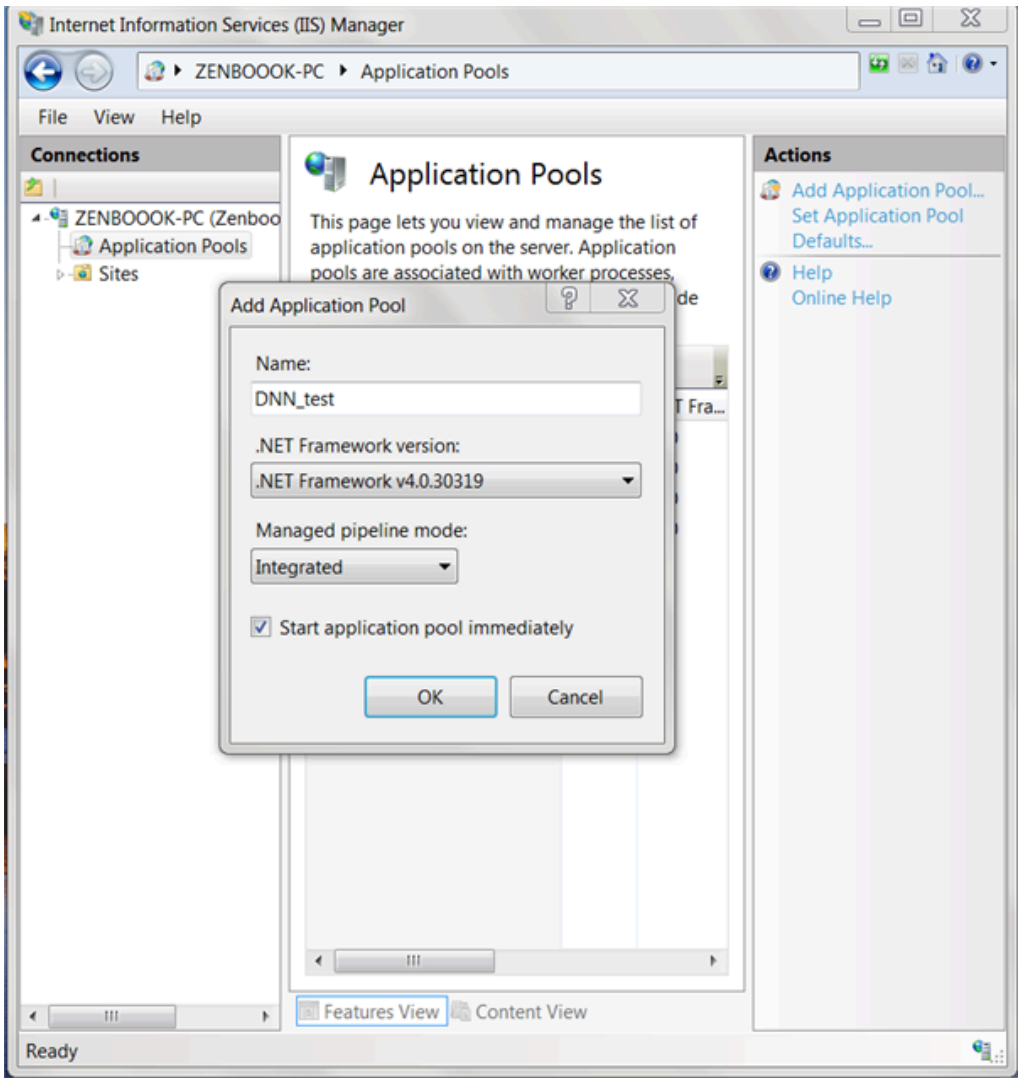 Internet Information Services (IIS) Manager
ZENBOOOK-PC Application Pools
File View Help
Connections
ZENBOOOK-PC (Zenboo
Application Pools
Sites
Application Pools
This page lets you view and manage the list of
application pools on the server. Application
pools are associated with worker processes,
de
T Fra...
Add Application Pool
Name:
DNN_test
.NET Framework version:
.NET Framework v4.0.30319
Managed pipeline mode:
Integrated
Start application pool immediately
OK Cancel
Features View Content View
Actions
Add Application Pool...
Set Application Pool
Defaults...
Help
Online Help
Ready